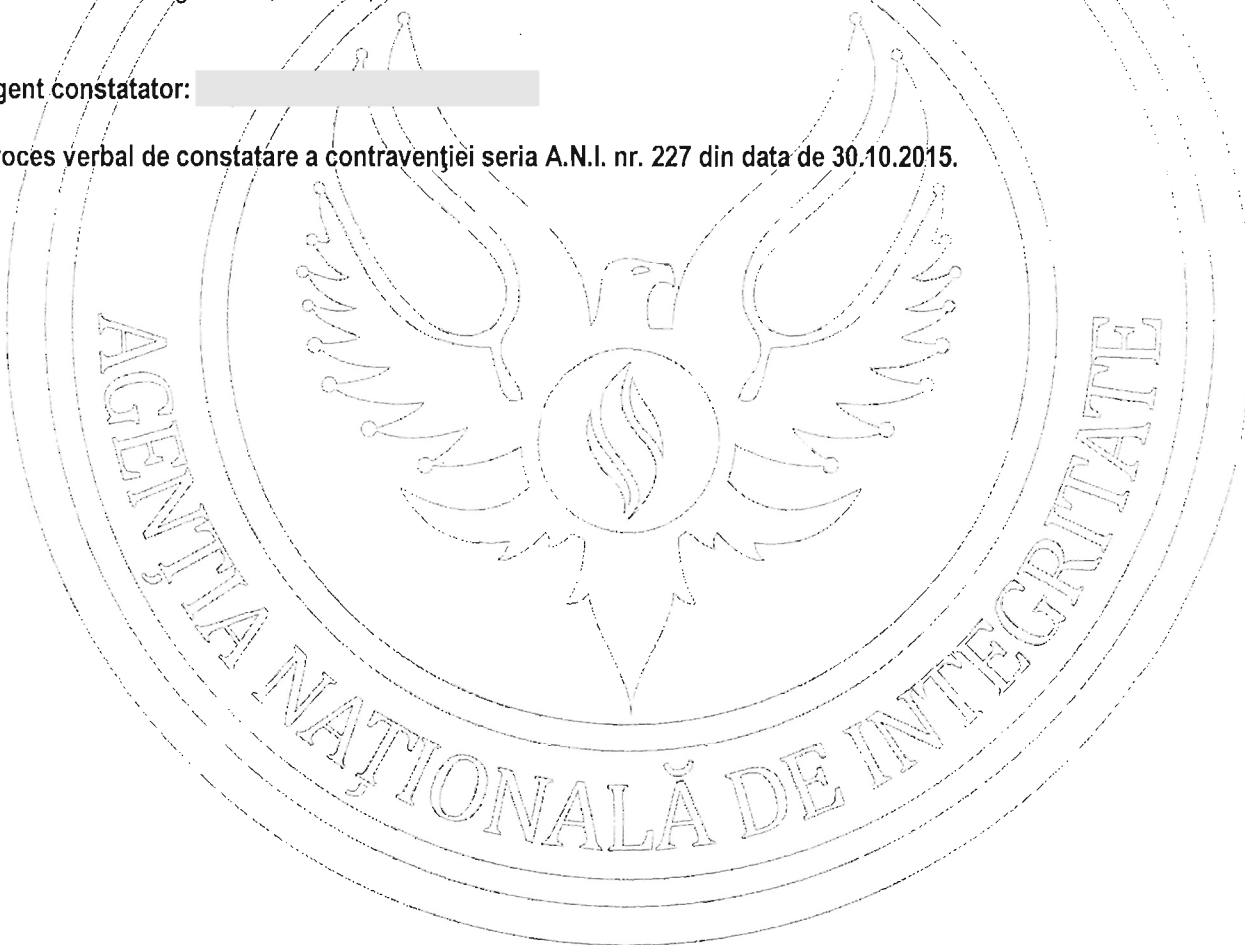 gent constatator:
roces verbal de constatare a contravenţiei seria A.N.I. nr. 227 din data de 30.10.2015.
AGENŢIA NAŢIONALĂ DE INTEGRITATE